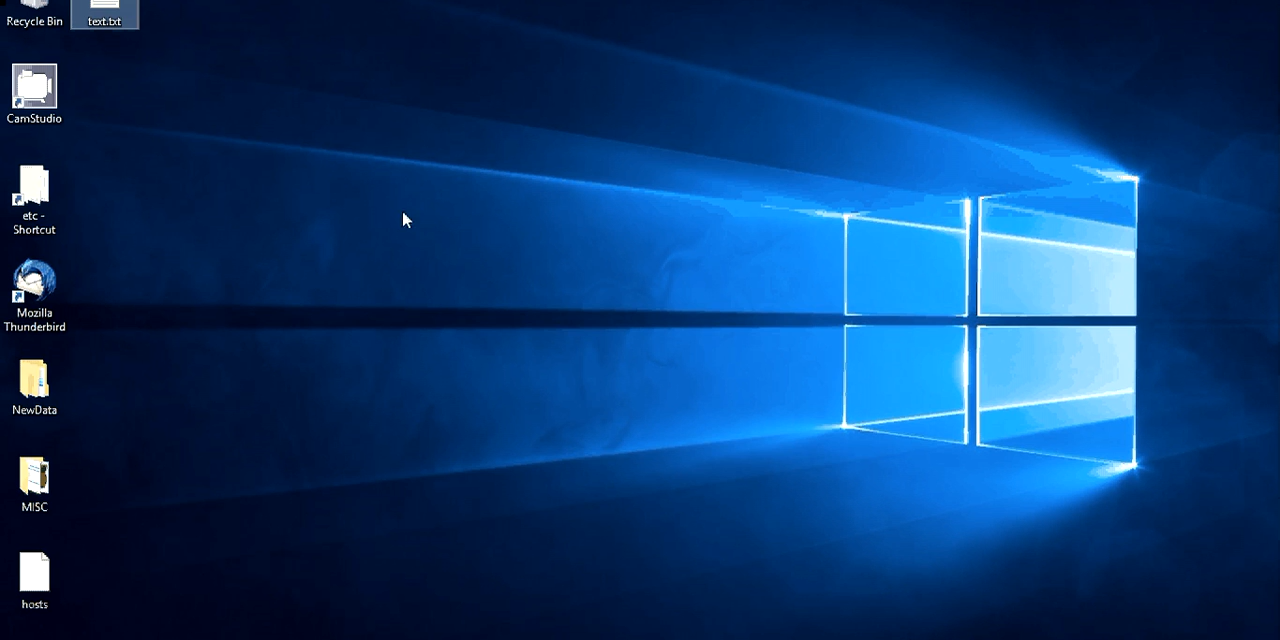 Recycle Bin
text.txt
CamStudio
etc -
Shortcut
Mozilla
Thunderbird
NewData
MISC
hosts